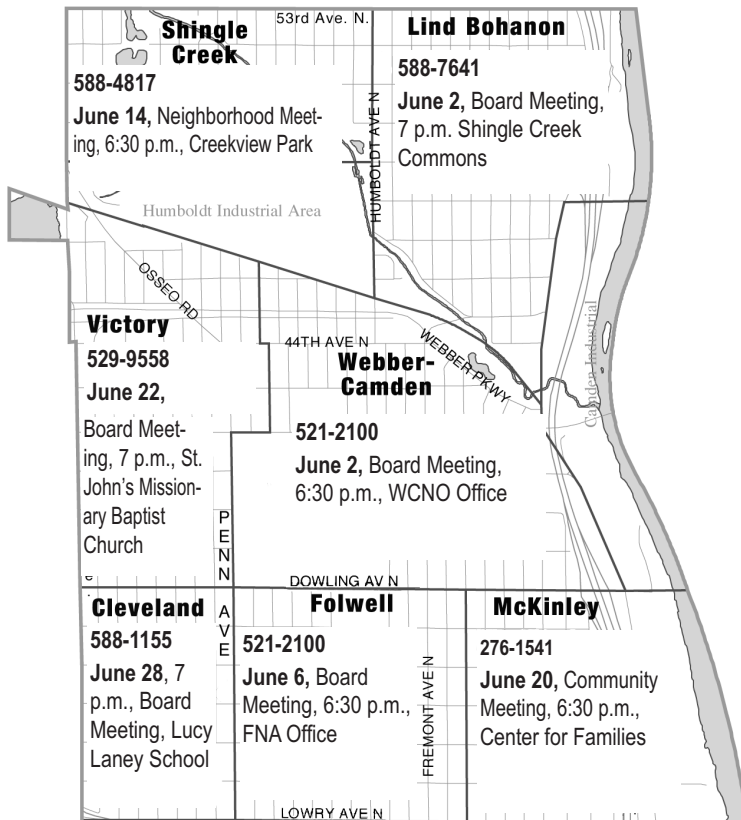 53rd Ave. N.
Shingle
Creek
588-4817
June 14, Neighborhood Meet-
ing, 6:30 p.m., Creekview Park
Lind Bohanon
588-7641
June 2, Board Meeting,
7 p.m. Shingle Creek
Commons
HUMBOLDT AVE N
Humboldt Industrial Area
OSSEO RD
Victory
529-9558
June 22,
Board Meet-
ing, 7 p.m., St.
John's Mission-
ary Baptist
Church
44TH AVE N
WEBBER PKWY
Webber-
Camden
521-2100
June 2, Board Meeting,
6:30 p.m., WCNO Office
Camden Industrial
PENN AVE
DOWLING AV N
Cleveland
588-1155
June 28, 7
p.m., Board
Meeting, Lucy
Laney School
Folwell
521-2100
June 6, Board
Meeting, 6:30 p.m.,
FNA Office
FREMONT AVE N
McKinley
276-1541
June 20, Community
Meeting, 6:30 p.m.,
Center for Families
LOWRY AVE N